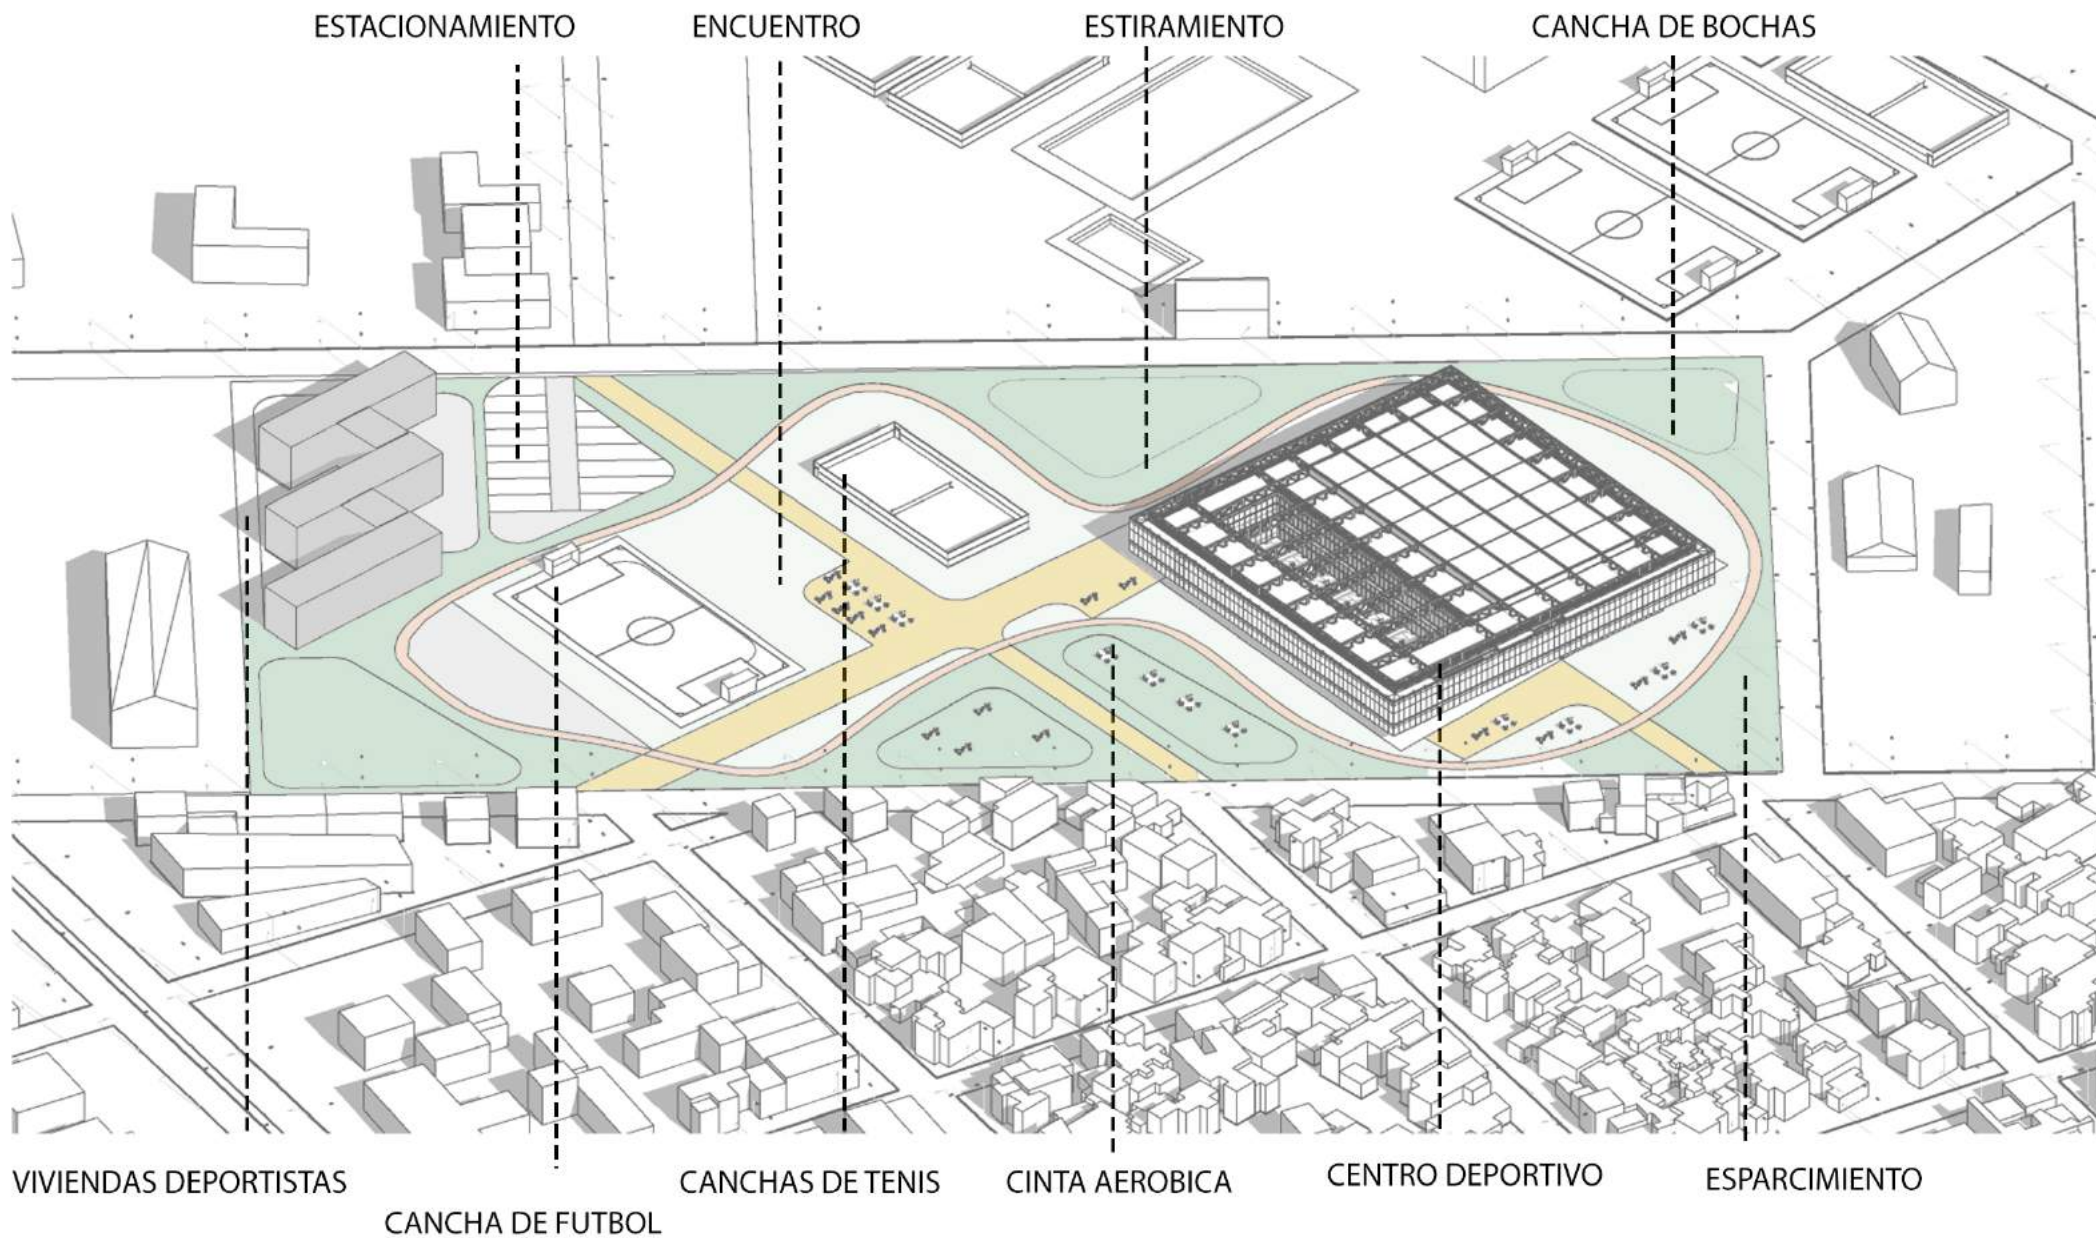 ESTACIONAMIENTO
ENCUENTRO
ESTIRAMIENTO
CANCHA DE BOCHAS
VIVIENDAS DEPORTISTAS
CANCHA DE FUTBOL
CANCHAS DE TENIS
CINTA AEROBICA
CENTRO DEPORTIVO
ESPARCIMIENTO